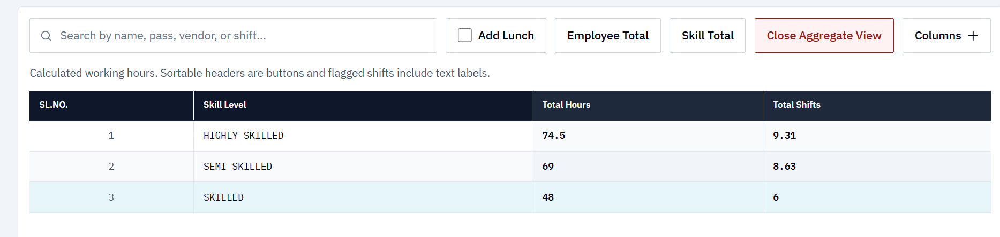 Search by name, pass, vendor, or shift...
Add Lunch
Employee Total
Skill Total
Close Aggregate View
Columns +
Calculated working hours. Sortable headers are buttons and flagged shifts include text labels.
SL.NO. Skill Level Total Hours Total Shifts
1 HIGHLY SKILLED 74.5 9.31
2 SEMI SKILLED 69 8.63
3 SKILLED 48 6